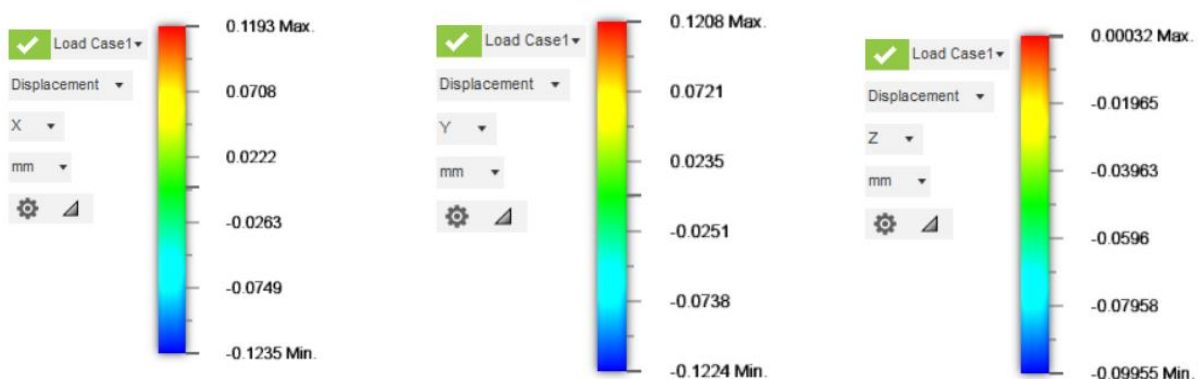 Load Case1
Displacement
X
mm
0.1193 Max.
0.0708
0.0222
-0.0263
-0.0749
-0.1235 Min.
Load Case1
Displacement
Y
mm
0.1208 Max.
0.0721
0.0235
-0.0251
-0.0738
-0.1224 Min.
Load Case1
Displacement
Z
mm
0.00032 Max.
-0.01965
-0.03963
-0.0596
-0.07958
-0.09955 Min.